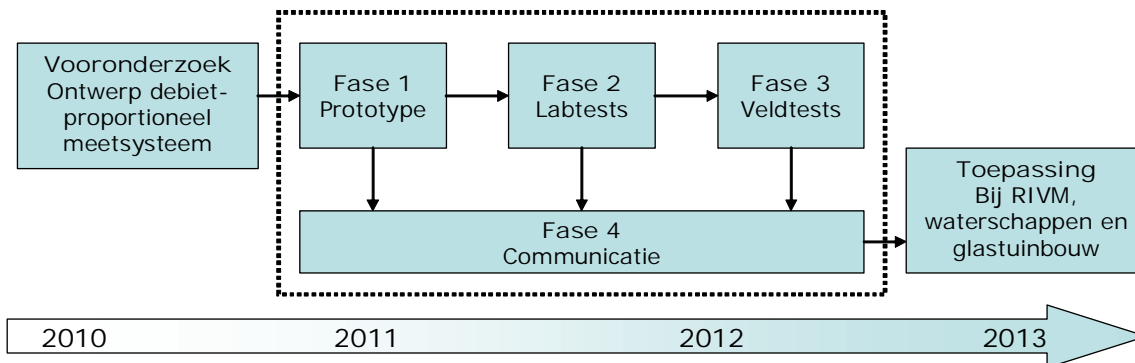 Vooronderzoek
Ontwerp debiet-
proportioneel
meetsysteem
Fase 1
Prototype
Fase 2
Labtests
Fase 3
Veldtests
Fase 4
Communicatie
Toepassing
Bij RIVM,
waterschappen en
glastuinbouw
2010
2011
2012
2013